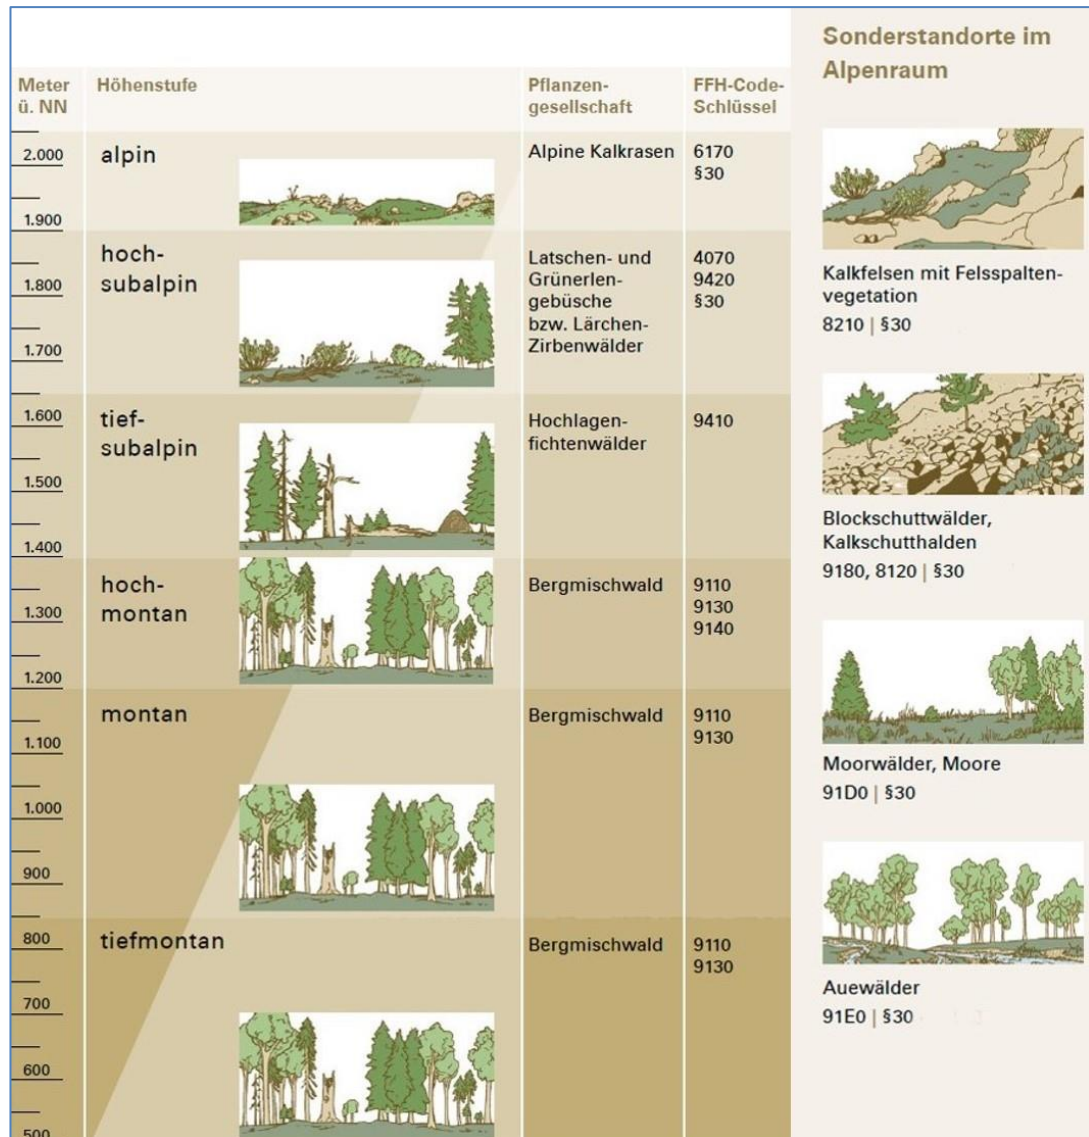 Meter
ü. NN
Höhenstufe
Pflanzen-
gesellschaft
FFH-Code-
Schlüssel
2.000
1.900
1.800
1.700
1.600
1.500
1.400
1.300
1.200
1.100
1.000
900
800
700
600
500
alpin
Alpine Kalkrasen
6170
§30
hoch-
subalpin
Latschen- und
Grünerlen-
gebüsche
bzw. Lärchen-
Zirbenwälder
4070
9420
§30
tief-
subalpin
Hochlagen-
fichtenwälder
9410
hoch-
montan
Bergmischwald
9110
9130
9140
montan
Bergmischwald
9110
9130
tiefmontan
Bergmischwald
9110
9130
Sonderstandorte im
Alpenraum
Kalkfelsen mit Felsspalten-
vegetation
8210 | §30
Blockschuttwälder,
Kalkschutthalden
9180, 8120 | §30
Moorwälder, Moore
91D0 | §30
Auewälder
91E0 | §30